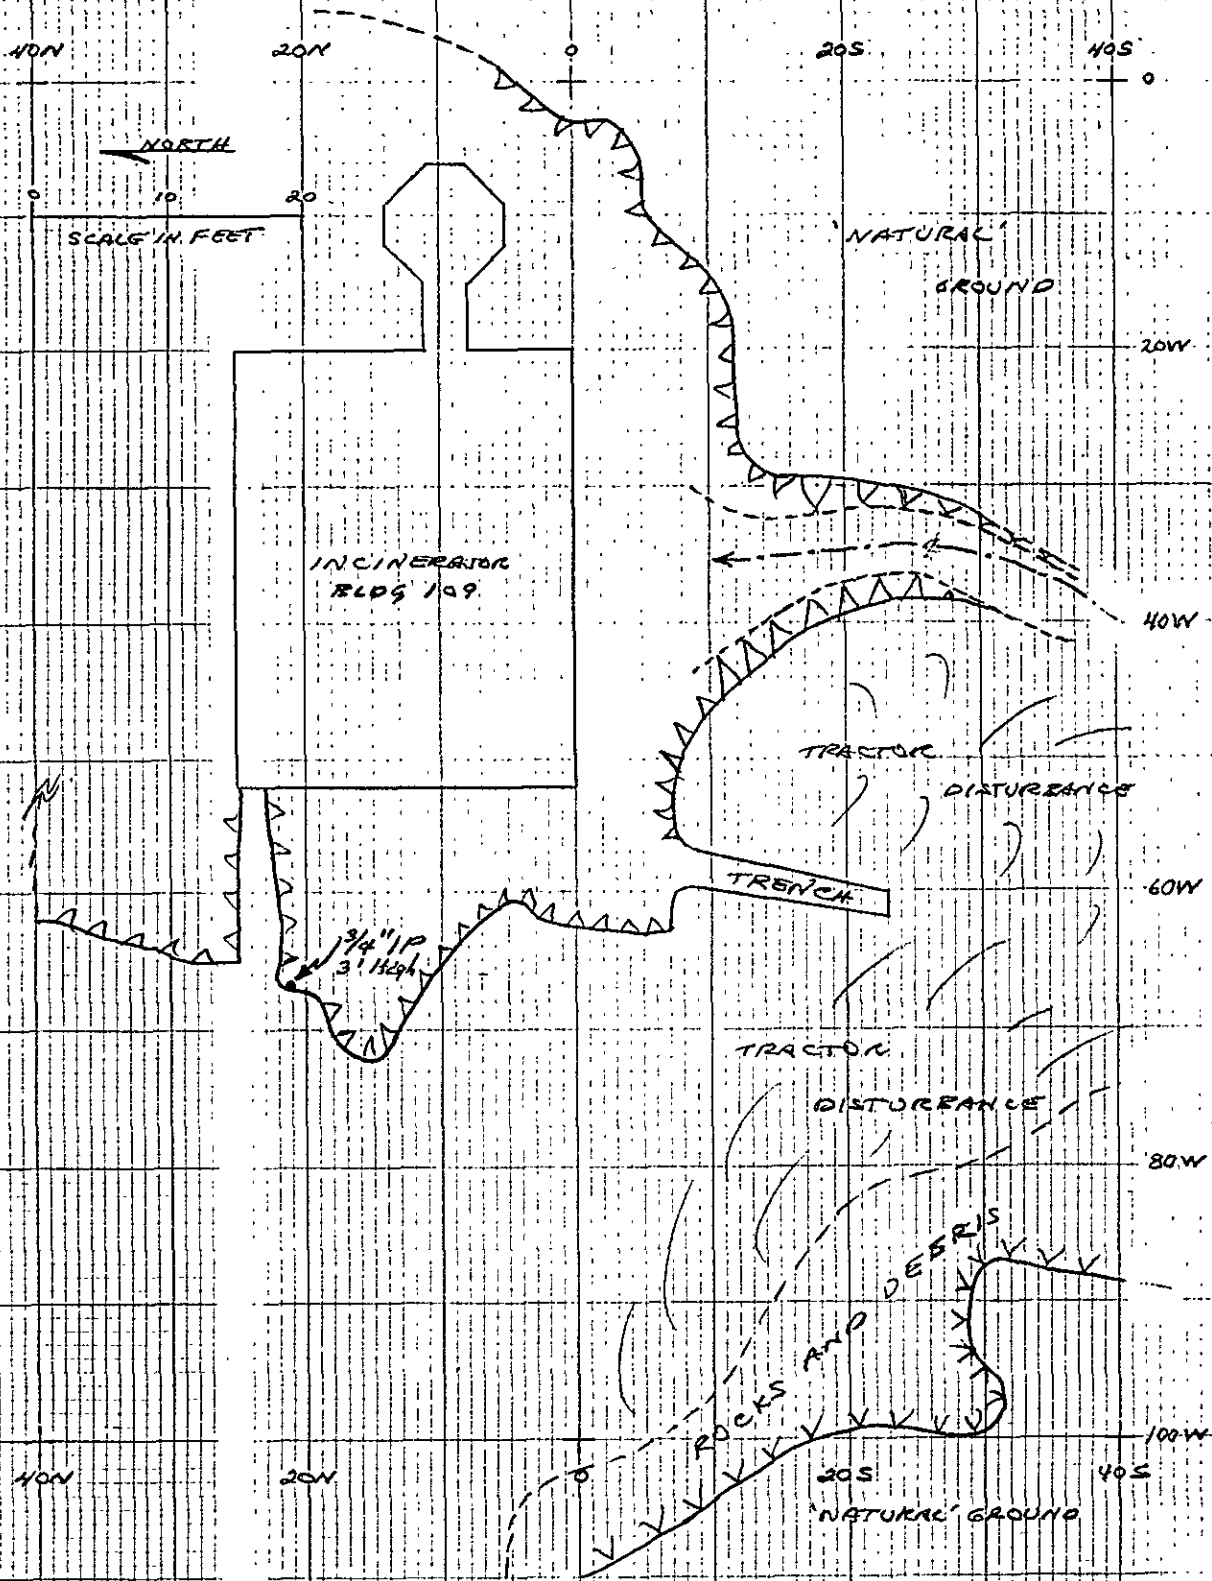 40N 20N 0 20S 40S
0
NORTH
0 10 20
SCALE IN FEET
'NATURAL'
GROUND
20W
INCINERATOR
BLDG 109
℄
40W
TRACTOR
DISTURBANCE
TRENCH
60W
3/4" IP
3' High
TRACTOR
DISTURBANCE
80W
ROCKS AND DEBRIS
100W
40N 20N 0 20S 40S
'NATURAL' GROUND